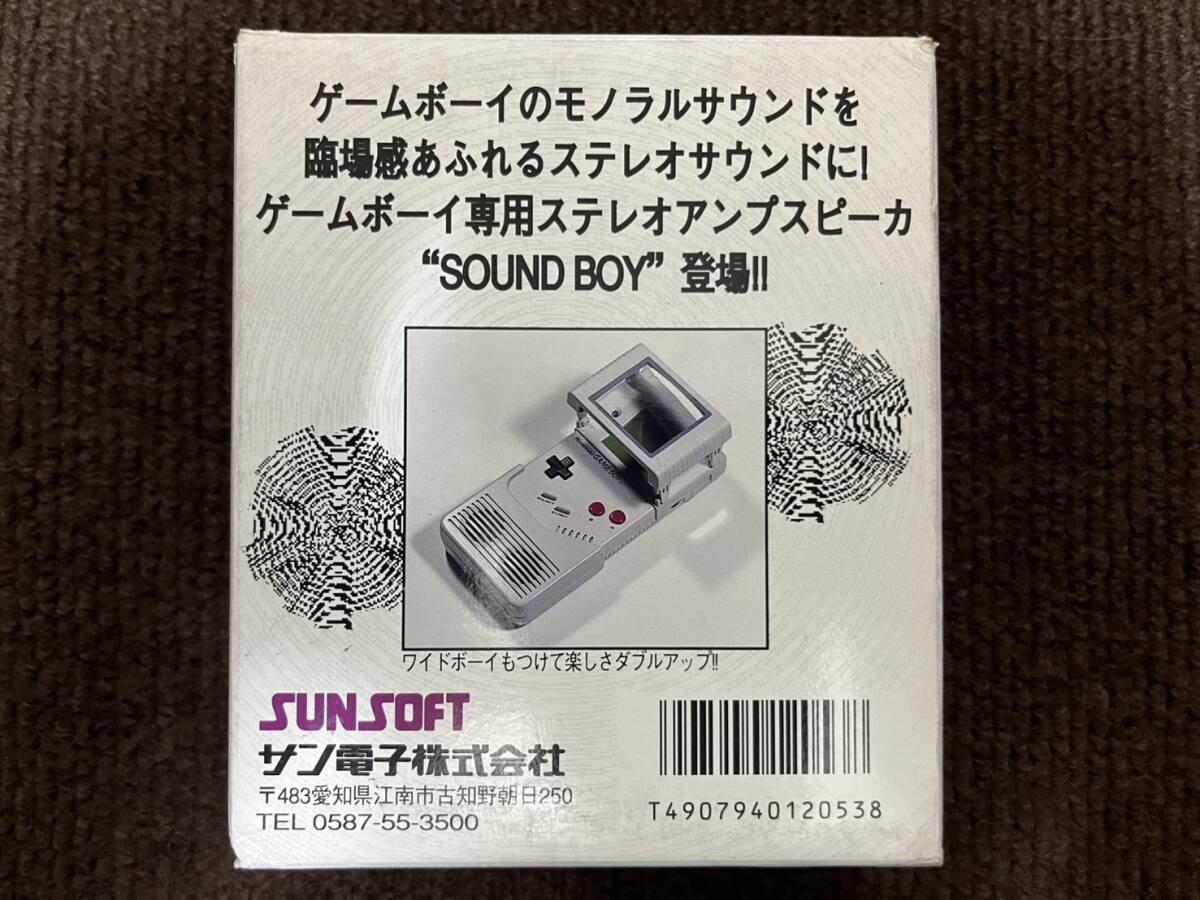 ゲームボーイのモノラルサウンドを
臨場感あふれるステレオサウンドに!
ゲームボーイ専用ステレオアンプスピーカ
“SOUND BOY” 登場!!
GAME BOY
ワイドボーイもつけて楽しさダブルアップ!!
SUNSOFT
サン電子株式会社
〒483愛知県江南市古知野朝日250
TEL 0587-55-3500
T4907940120538